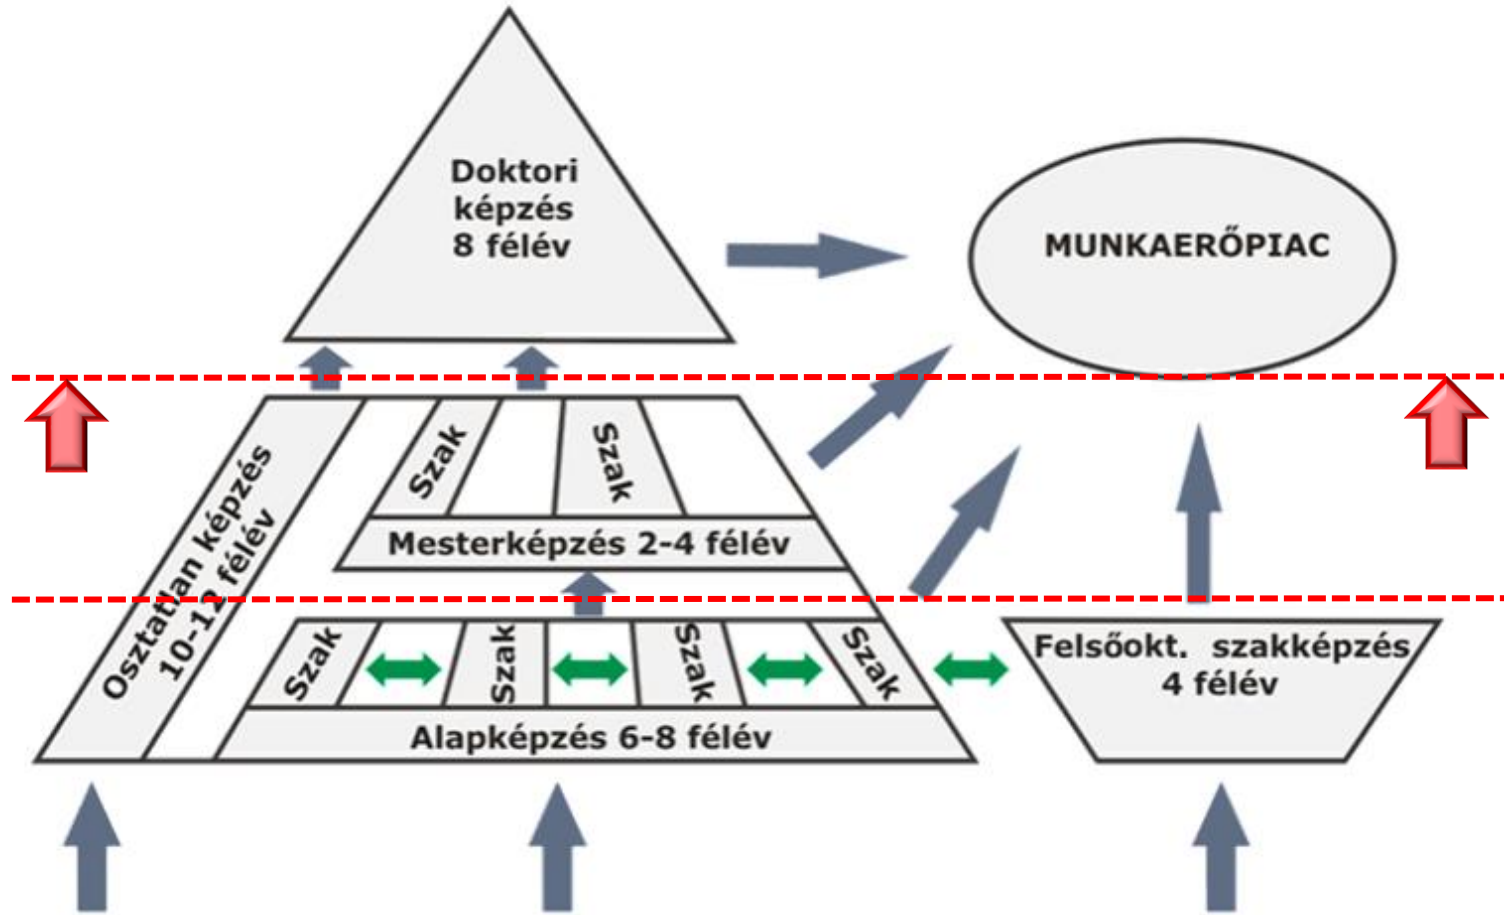 Doktori
képzés
8 félév
MUNKAERŐPIAC
Osztatlan képzés
10-12 félév
Szak
Szak
Mesterképzés 2-4 félév
Szak
Szak
Szak
Szak
Alapképzés 6-8 félév
Felsőokt. szakképzés
4 félév